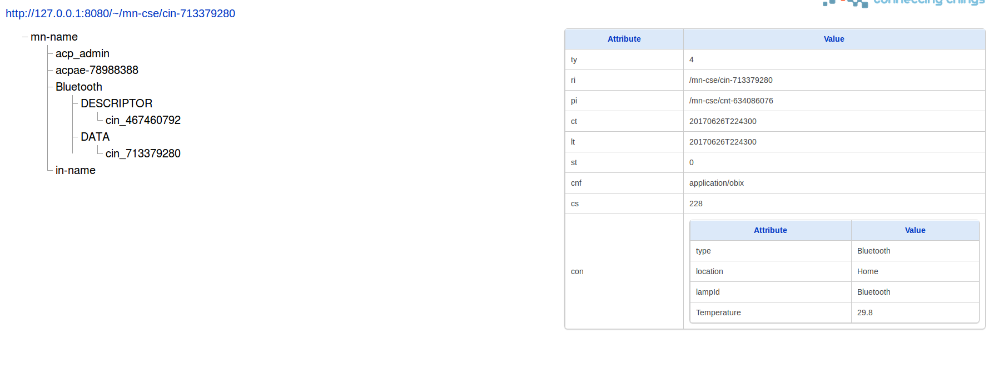 http://127.0.0.1:8080/~/mn-cse/cin-713379280
connecting things
mn-name
acp_admin
acpae-78988388
Bluetooth
DESCRIPTOR
cin_467460792
DATA
cin_713379280
in-name
Attribute Value
ty 4
ri /mn-cse/cin-713379280
pi /mn-cse/cnt-634086076
ct 20170626T224300
lt 20170626T224300
st 0
cnf application/obix
cs 228
con
Attribute Value
type Bluetooth
location Home
lampId Bluetooth
Temperature 29.8